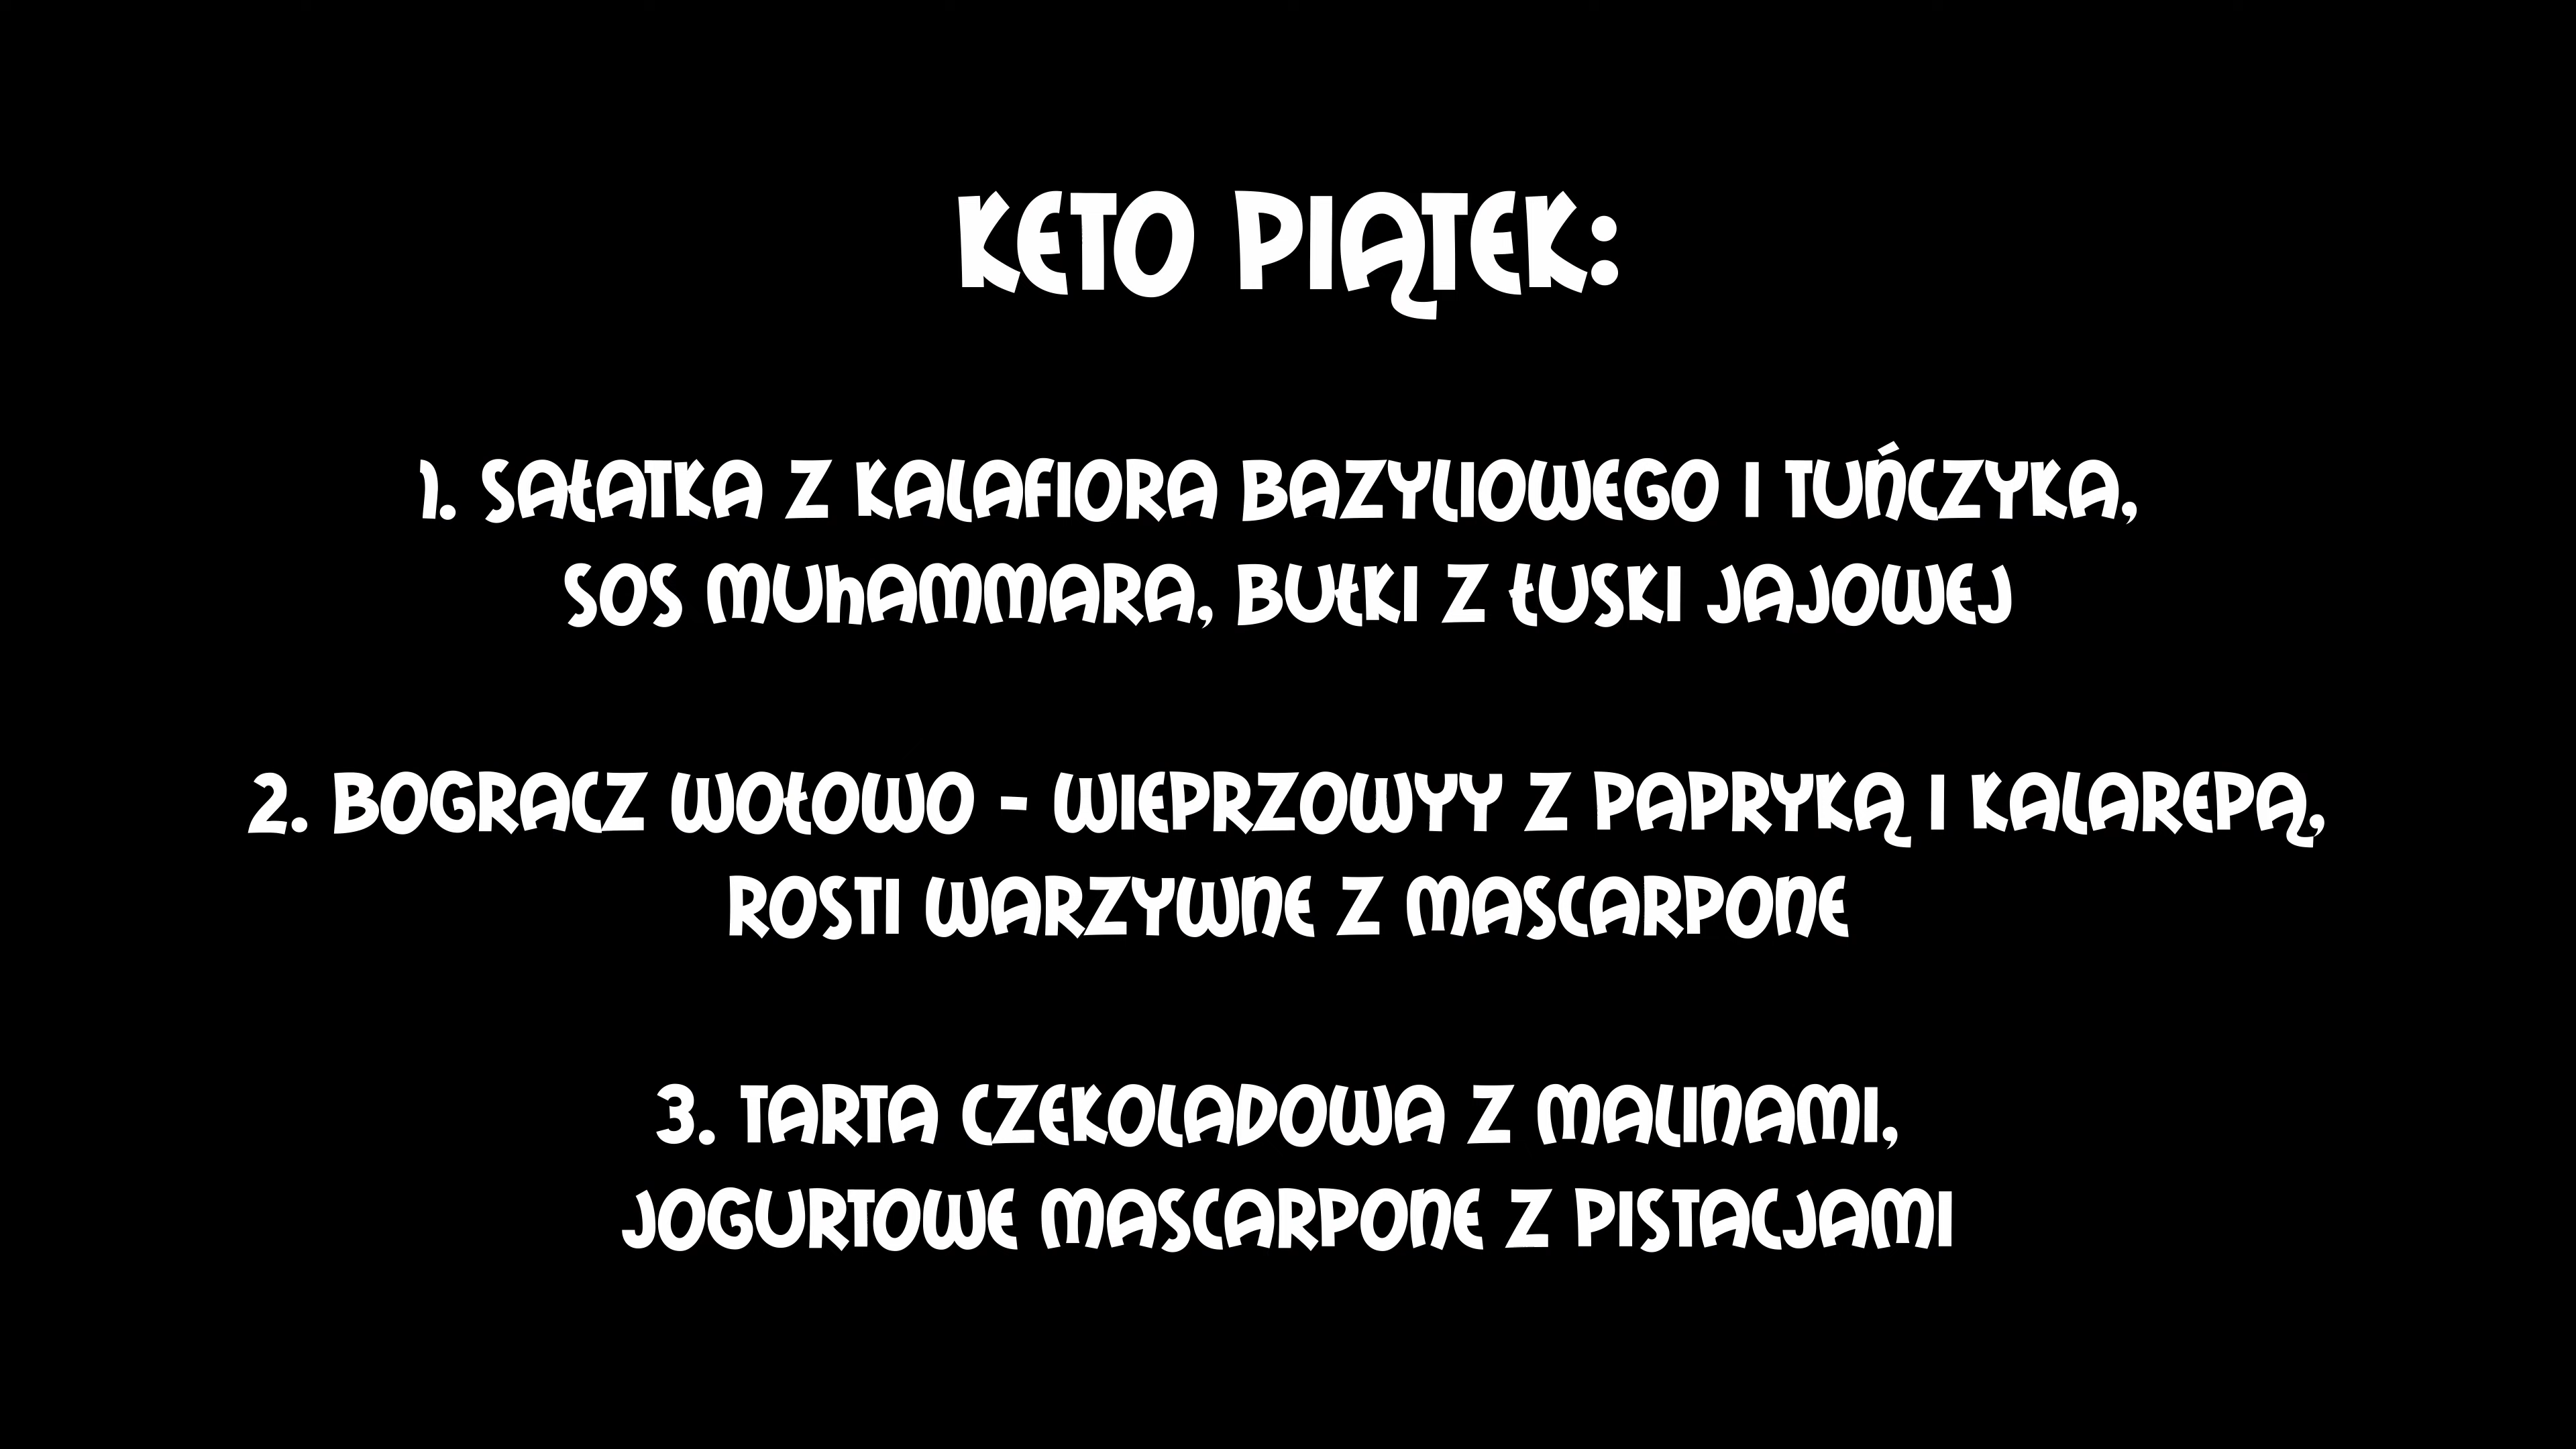 KETO PIĄTEK:
1. SAŁATKA Z KALAFIORA BAZYLIOWEGO I TUŃCZYKA,
SOS MUhAMMARA, BUŁKI Z ŁUSKI JAJOWEJ
2. BOGRACZ WOŁOWO - WIEPRZOWYY Z PAPRYKĄ I KALAREPĄ,
ROSTI WARZYWNE Z MASCARPONE
3. TARTA CZEKOLADOWA Z MALINAMI,
JOGURTOWE MASCARPONE Z PISTACJAMI